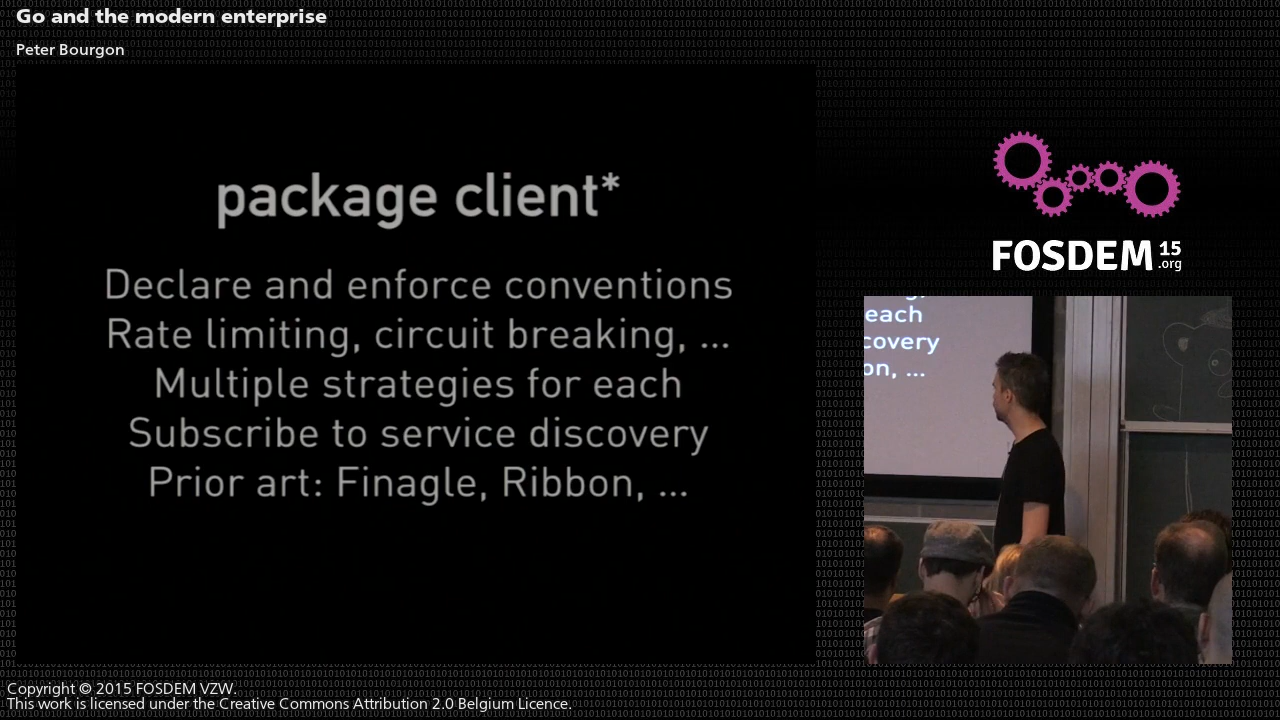 Go and the modern enterprise
Peter Bourgon
package client*
Declare and enforce conventions
Rate limiting, circuit breaking, ...
Multiple strategies for each
Subscribe to service discovery
Prior art: Finagle, Ribbon, ...
FOSDEM 15
.org
each
covery
on, ...
Copyright © 2015 FOSDEM VZW.
This work is licensed under the Creative Commons Attribution 2.0 Belgium Licence.